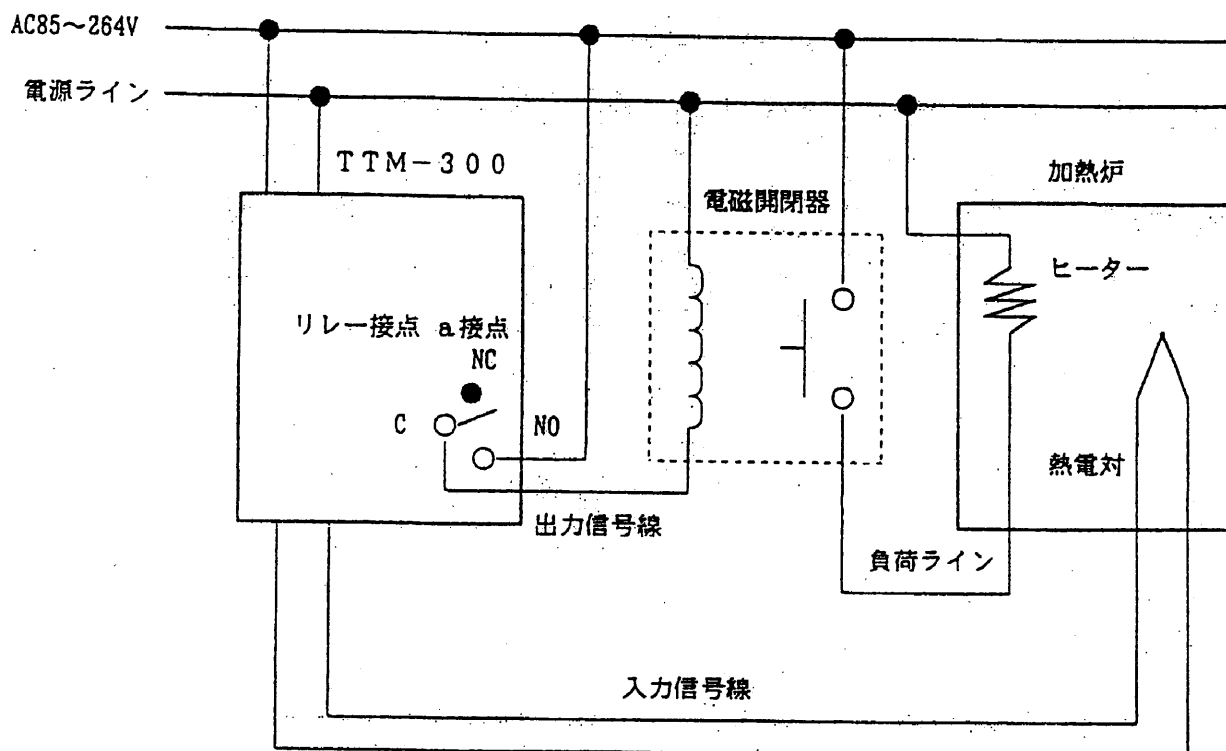 AC85～264V
電源ライン
TTM－300
加熱炉
電磁開閉器
ヒーター
リレー接点 a接点
NC
C
NO
熱電対
出力信号線
負荷ライン
入力信号線